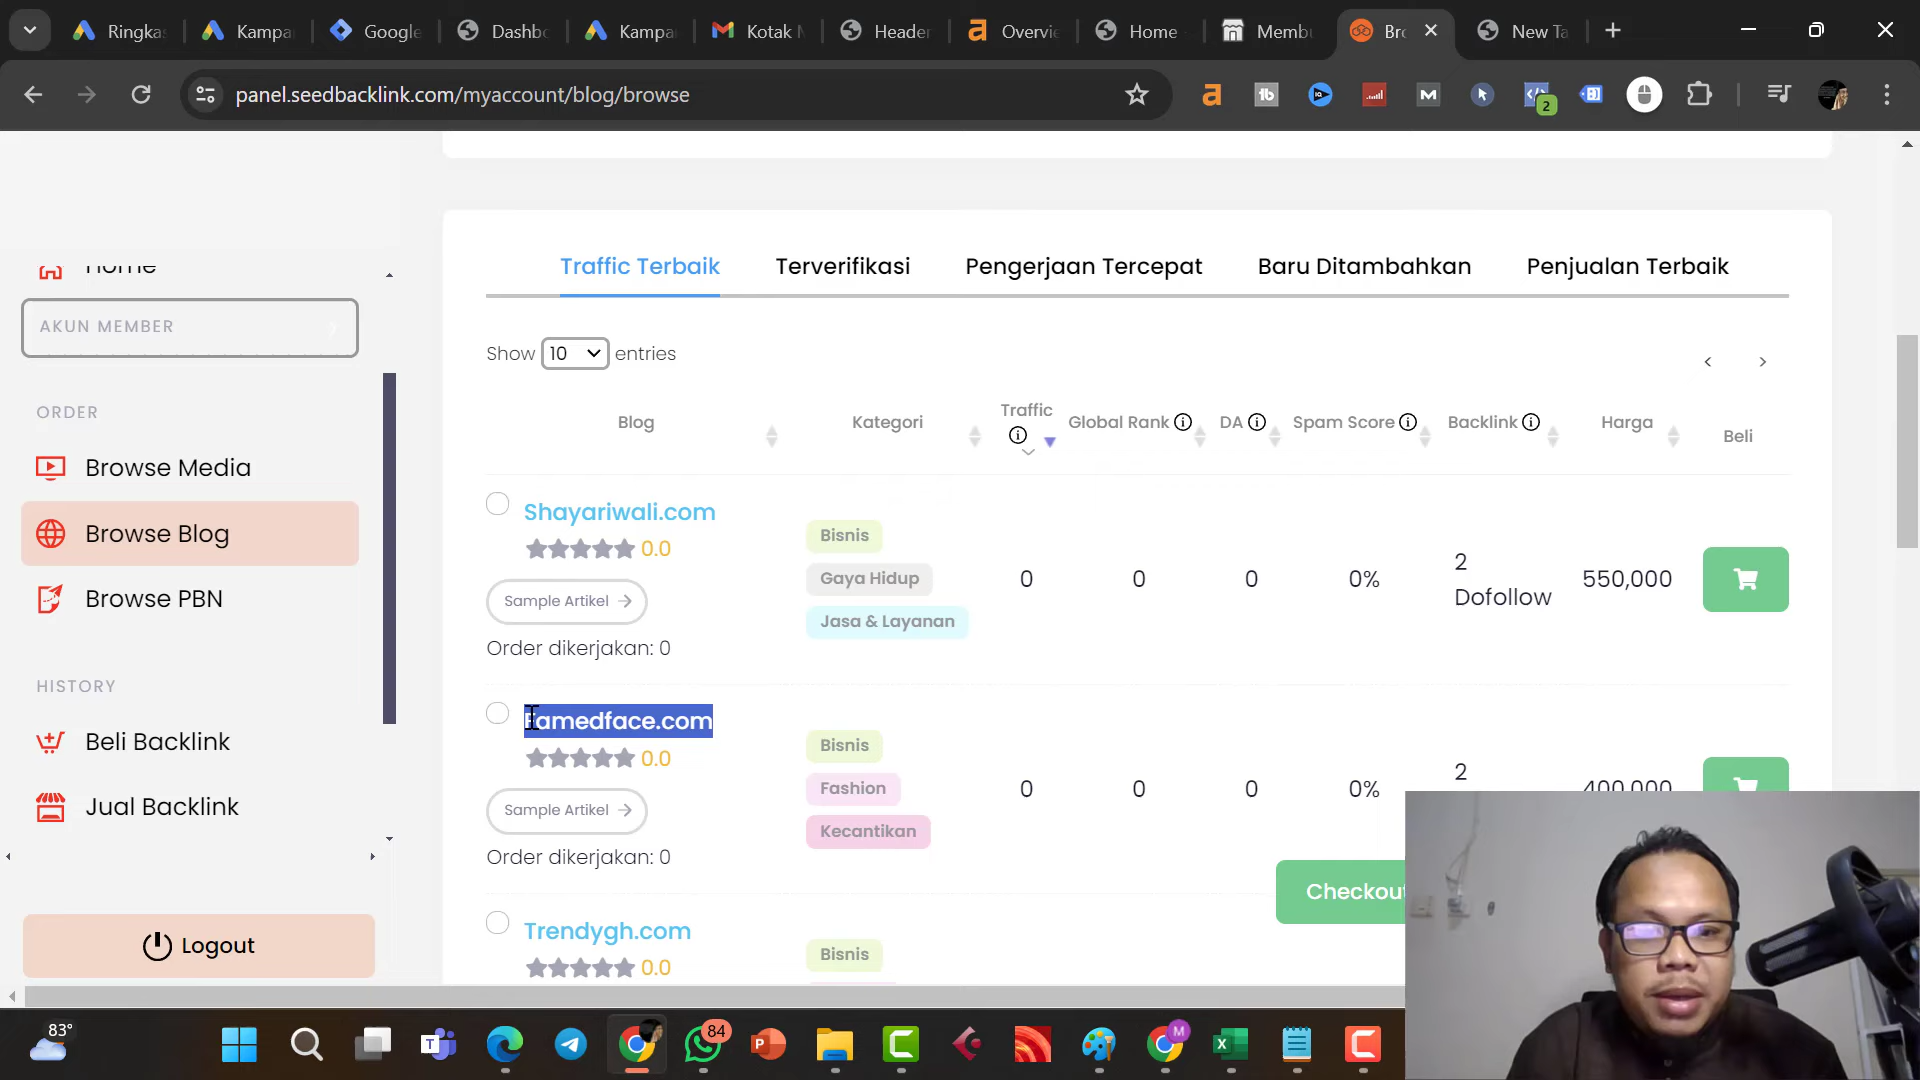 Ringka
Kampa
Google
Dashb
Kampa
Kotak
Header
Overvi
Home
Memb
New Ta
panel.seedbacklink.com/myaccount/blog/browse
2
Home
AKUN MEMBER
ORDER
Browse Media
Browse Blog
Browse PBN
HISTORY
Beli Backlink
Jual Backlink
Logout
Traffic Terbaik
Terverifikasi
Pengerjaan Tercepat
Baru Ditambahkan
Penjualan Terbaik
Show 10 entries
Blog
Kategori
Traffic
Global Rank
DA
Spam Score
Backlink
Harga
Beli
Shayariwali.com
0.0
Sample Artikel
Order dikerjakan: 0
Bisnis
Gaya Hidup
Jasa & Layanan
0
0
0
0%
2
Dofollow
550,000
Famedface.com
0.0
Sample Artikel
Order dikerjakan: 0
Bisnis
Fashion
Kecantikan
0
0
0
0%
2
400,000
Checkout
Trendygh.com
0.0
Bisnis
83°
84